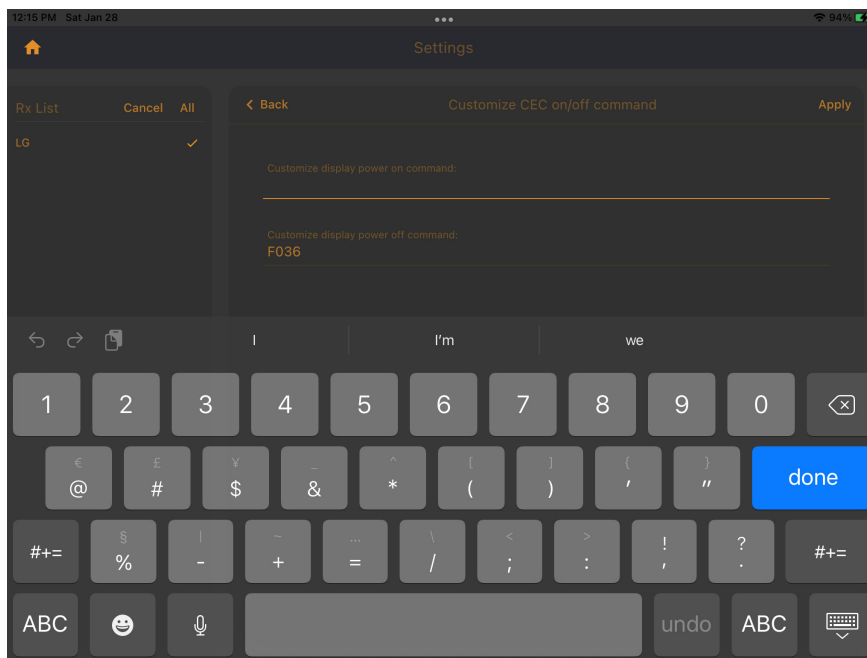 12:15 PM Sat Jan 28
94%
Settings
Rx List Cancel All
LG
Back Customize CEC on/off command Apply
Customize display power on command:
Customize display power off command:
F036
I I'm we
1 2 3 4 5 6 7 8 9 0
€ £ ¥ _ ^ [ ] { }
@ # $ & * ( ) ' "
done
§ | ~ … \ < > ! ?
#+= % - + = / ; : , . #+=
ABC undo ABC